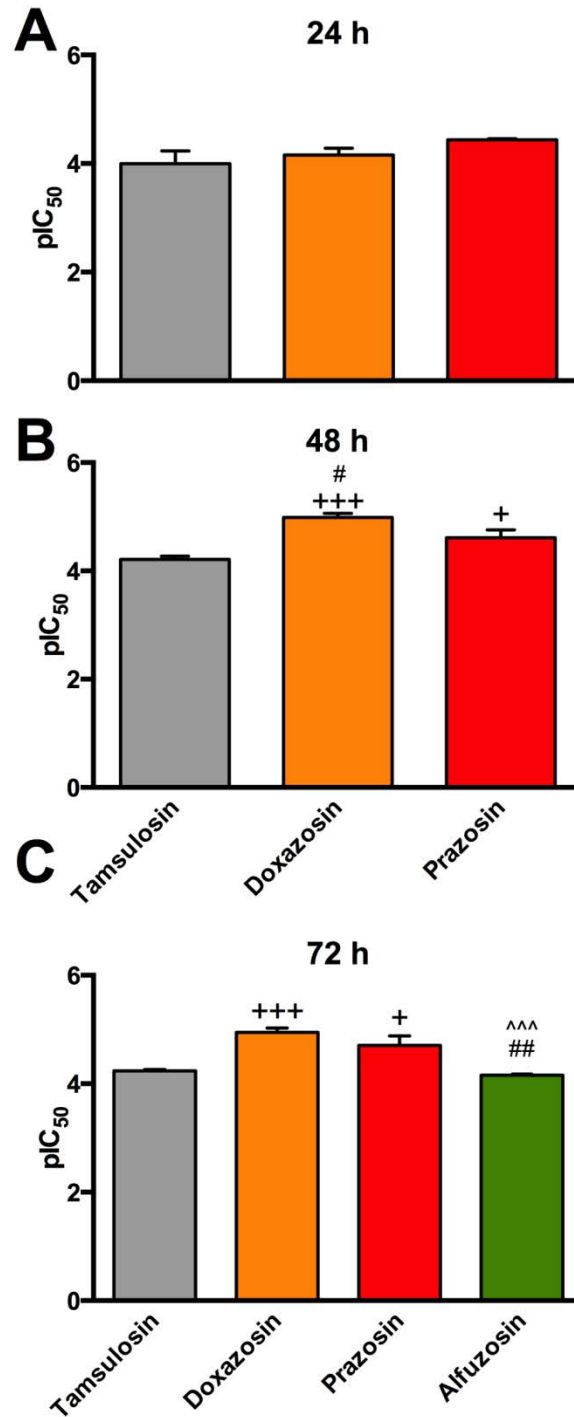 A
24 h
6
4
2
0
pIC50
B
48 h
6
4
2
0
pIC50
#
+++
+
Tamsulosin
Doxazosin
Prazosin
C
72 h
6
4
2
0
pIC50
+++
+
^^^
##
Tamsulosin
Doxazosin
Prazosin
Alfuzosin